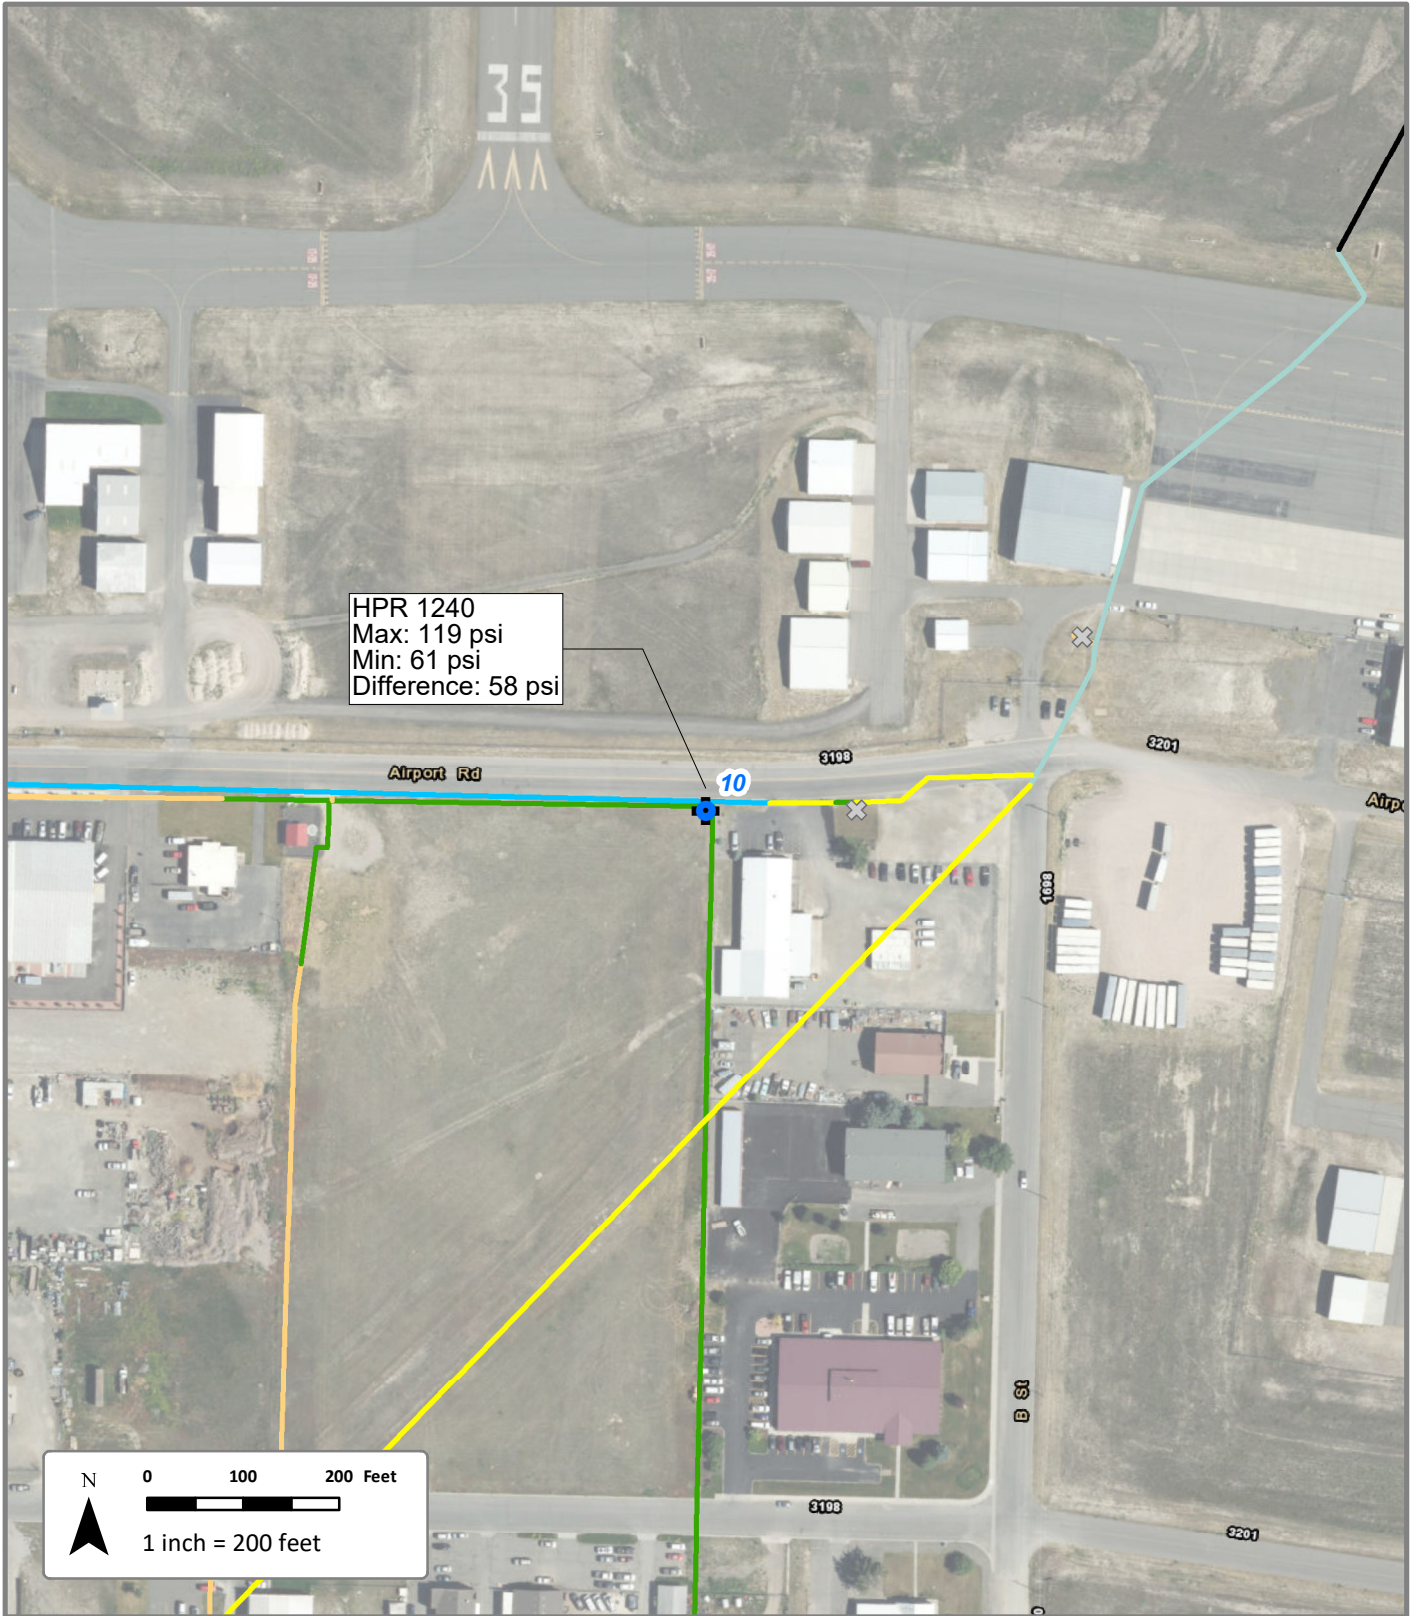 35
HPR 1240
Max: 119 psi
Min: 61 psi
Difference: 58 psi
3198
3201
Airport Rd
10
Airpo
1698
B St
N
0 100 200 Feet
1 inch = 200 feet
3198
3201